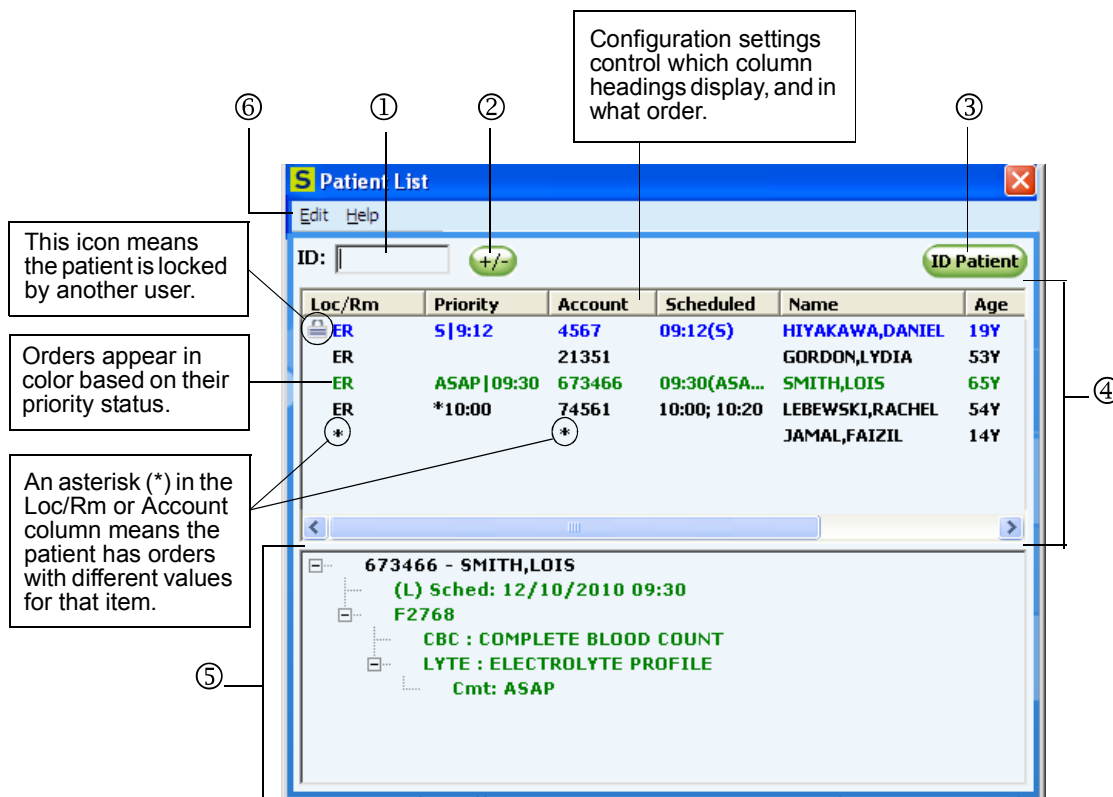 Configuration settings
control which column
headings display, and in
what order.
⑥ ① ② ③
S Patient List
Edit Help
This icon means
the patient is locked
by another user.
ID: +/- ID Patient
Loc/Rm Priority Account Scheduled Name Age
ER S|9:12 4567 09:12(S) HIYAKAWA,DANIEL 19Y
ER 21351 GORDON,LYDIA 53Y
ER ASAP|09:30 673466 09:30(ASA... SMITH,LOIS 65Y
ER *10:00 74561 10:00; 10:20 LEBEWSKI,RACHEL 54Y
* * JAMAL,FAIZIL 14Y
Orders appear in
color based on their
priority status.
④
An asterisk (*) in the
Loc/Rm or Account
column means the
patient has orders
with different values
for that item.
673466 - SMITH,LOIS
(L) Sched: 12/10/2010 09:30
F2768
CBC : COMPLETE BLOOD COUNT
LYTE : ELECTROLYTE PROFILE
Cmt: ASAP
⑤